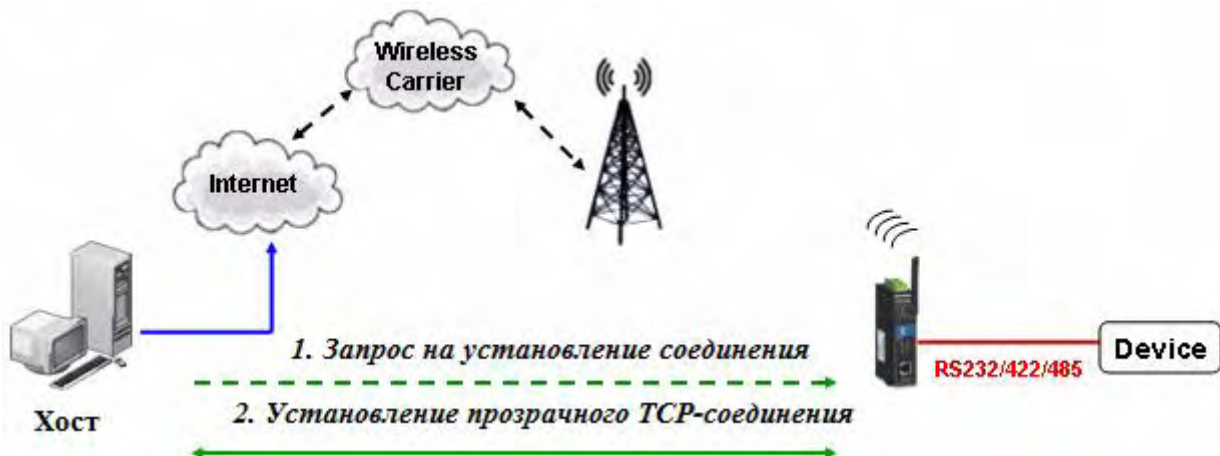 Wireless
Carrier
Internet
1. Запрос на установление соединения
RS232/422/485
Device
Хост
2. Установление прозрачного TCP-соединения